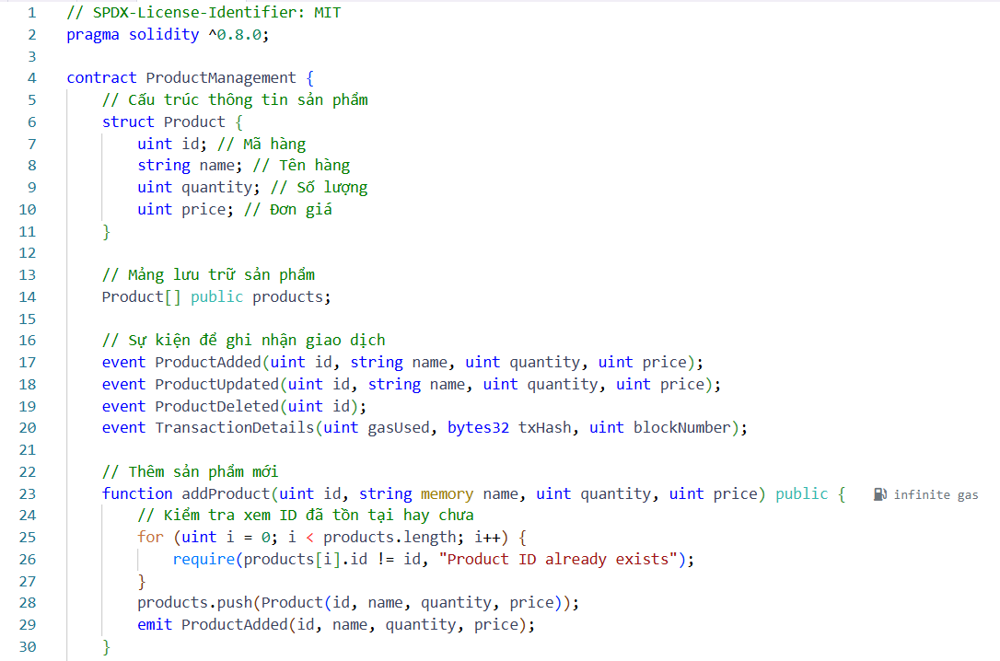 1 // SPDX-License-Identifier: MIT
2 pragma solidity ^0.8.0;
3
4 contract ProductManagement {
5 // Cấu trúc thông tin sản phẩm
6 struct Product {
7 uint id; // Mã hàng
8 string name; // Tên hàng
9 uint quantity; // Số lượng
10 uint price; // Đơn giá
11 }
12
13 // Mảng lưu trữ sản phẩm
14 Product[] public products;
15
16 // Sự kiện để ghi nhận giao dịch
17 event ProductAdded(uint id, string name, uint quantity, uint price);
18 event ProductUpdated(uint id, string name, uint quantity, uint price);
19 event ProductDeleted(uint id);
20 event TransactionDetails(uint gasUsed, bytes32 txHash, uint blockNumber);
21
22 // Thêm sản phẩm mới
23 function addProduct(uint id, string memory name, uint quantity, uint price) public { infinite gas
24 // Kiểm tra xem ID đã tồn tại hay chưa
25 for (uint i = 0; i < products.length; i++) {
26 require(products[i].id != id, "Product ID already exists");
27 }
28 products.push(Product(id, name, quantity, price));
29 emit ProductAdded(id, name, quantity, price);
30 }